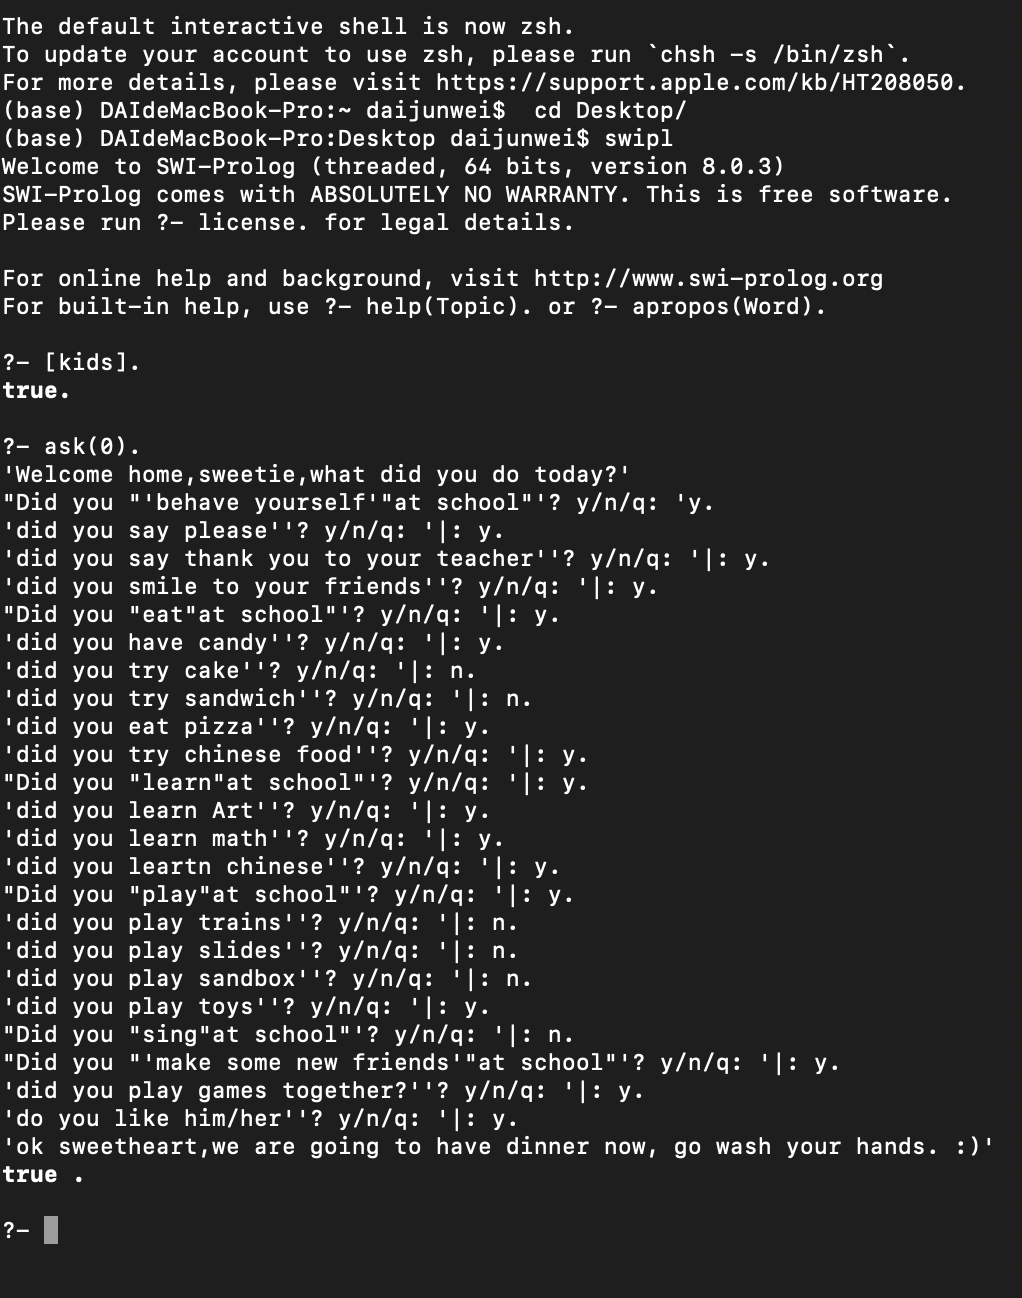 The default interactive shell is now zsh.
To update your account to use zsh, please run `chsh -s /bin/zsh`.
For more details, please visit https://support.apple.com/kb/HT208050.
(base) DAIdeMacBook-Pro:~ daijunwei$  cd Desktop/
(base) DAIdeMacBook-Pro:Desktop daijunwei$ swipl
Welcome to SWI-Prolog (threaded, 64 bits, version 8.0.3)
SWI-Prolog comes with ABSOLUTELY NO WARRANTY. This is free software.
Please run ?- license. for legal details.

For online help and background, visit http://www.swi-prolog.org
For built-in help, use ?- help(Topic). or ?- apropos(Word).

?- [kids].
true.

?- ask(0).
'Welcome home,sweetie,what did you do today?'
"Did you "'behave yourself'"at school"'? y/n/q: 'y.
'did you say please''? y/n/q: '|: y.
'did you say thank you to your teacher''? y/n/q: '|: y.
'did you smile to your friends''? y/n/q: '|: y.
"Did you "eat"at school"'? y/n/q: '|: y.
'did you have candy''? y/n/q: '|: y.
'did you try cake''? y/n/q: '|: n.
'did you try sandwich''? y/n/q: '|: n.
'did you eat pizza''? y/n/q: '|: y.
'did you try chinese food''? y/n/q: '|: y.
"Did you "learn"at school"'? y/n/q: '|: y.
'did you learn Art''? y/n/q: '|: y.
'did you learn math''? y/n/q: '|: y.
'did you leartn chinese''? y/n/q: '|: y.
"Did you "play"at school"'? y/n/q: '|: y.
'did you play trains''? y/n/q: '|: n.
'did you play slides''? y/n/q: '|: n.
'did you play sandbox''? y/n/q: '|: n.
'did you play toys''? y/n/q: '|: y.
"Did you "sing"at school"'? y/n/q: '|: n.
"Did you "'make some new friends'"at school"'? y/n/q: '|: y.
'did you play games together?''? y/n/q: '|: y.
'do you like him/her''? y/n/q: '|: y.
'ok sweetheart,we are going to have dinner now, go wash your hands. :)'
true .

?-